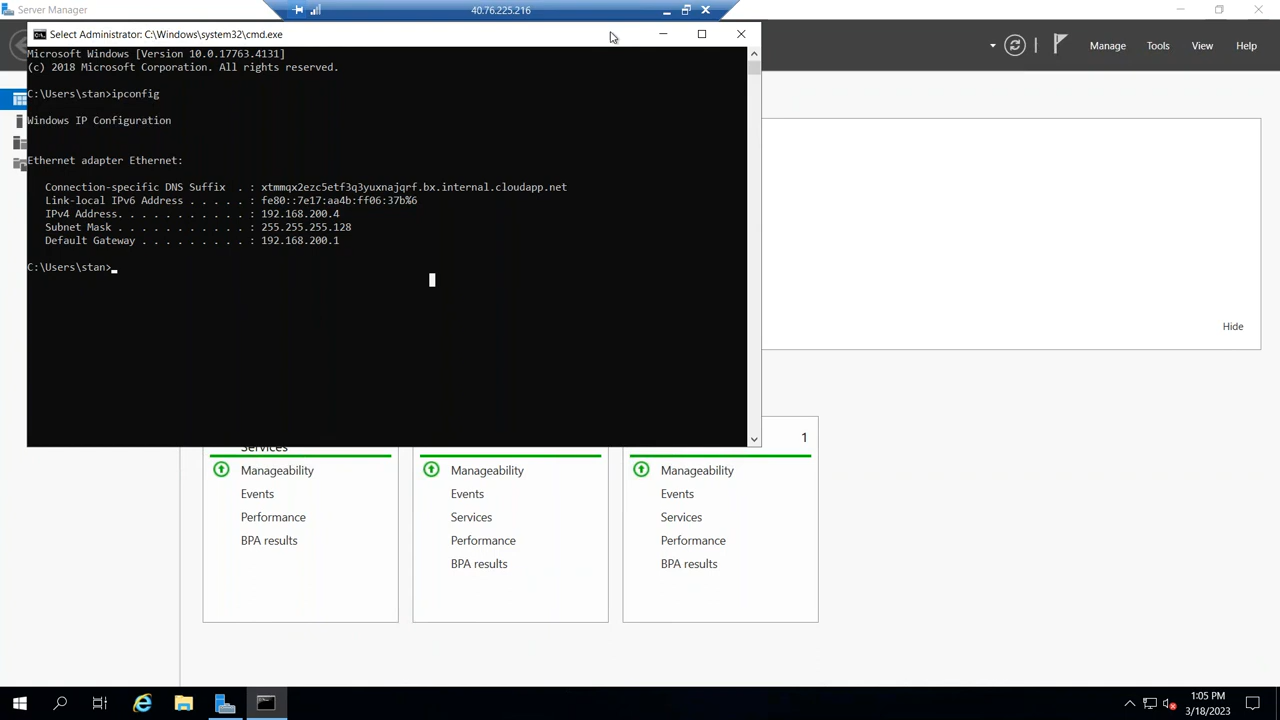 Server Manager
40.76.225.216
Select Administrator: C:\Windows\system32\cmd.exe
Manage Tools View Help
Microsoft Windows [Version 10.0.17763.4131]
(c) 2018 Microsoft Corporation. All rights reserved.
C:\Users\stan>ipconfig
Windows IP Configuration
Ethernet adapter Ethernet:
Connection-specific DNS Suffix . : xtmmqx2ezc5etf3q3yuxnajqrf.bx.internal.cloudapp.net
Link-local IPv6 Address . . . . . : fe80::7e17:aa4b:ff06:37b%6
IPv4 Address. . . . . . . . . . . : 192.168.200.4
Subnet Mask . . . . . . . . . . . : 255.255.255.128
Default Gateway . . . . . . . . . : 192.168.200.1
C:\Users\stan>
Hide
1
Services
Manageability
Events
Performance
BPA results
Manageability
Events
Services
Performance
BPA results
Manageability
Events
Services
Performance
BPA results
1:05 PM
3/18/2023